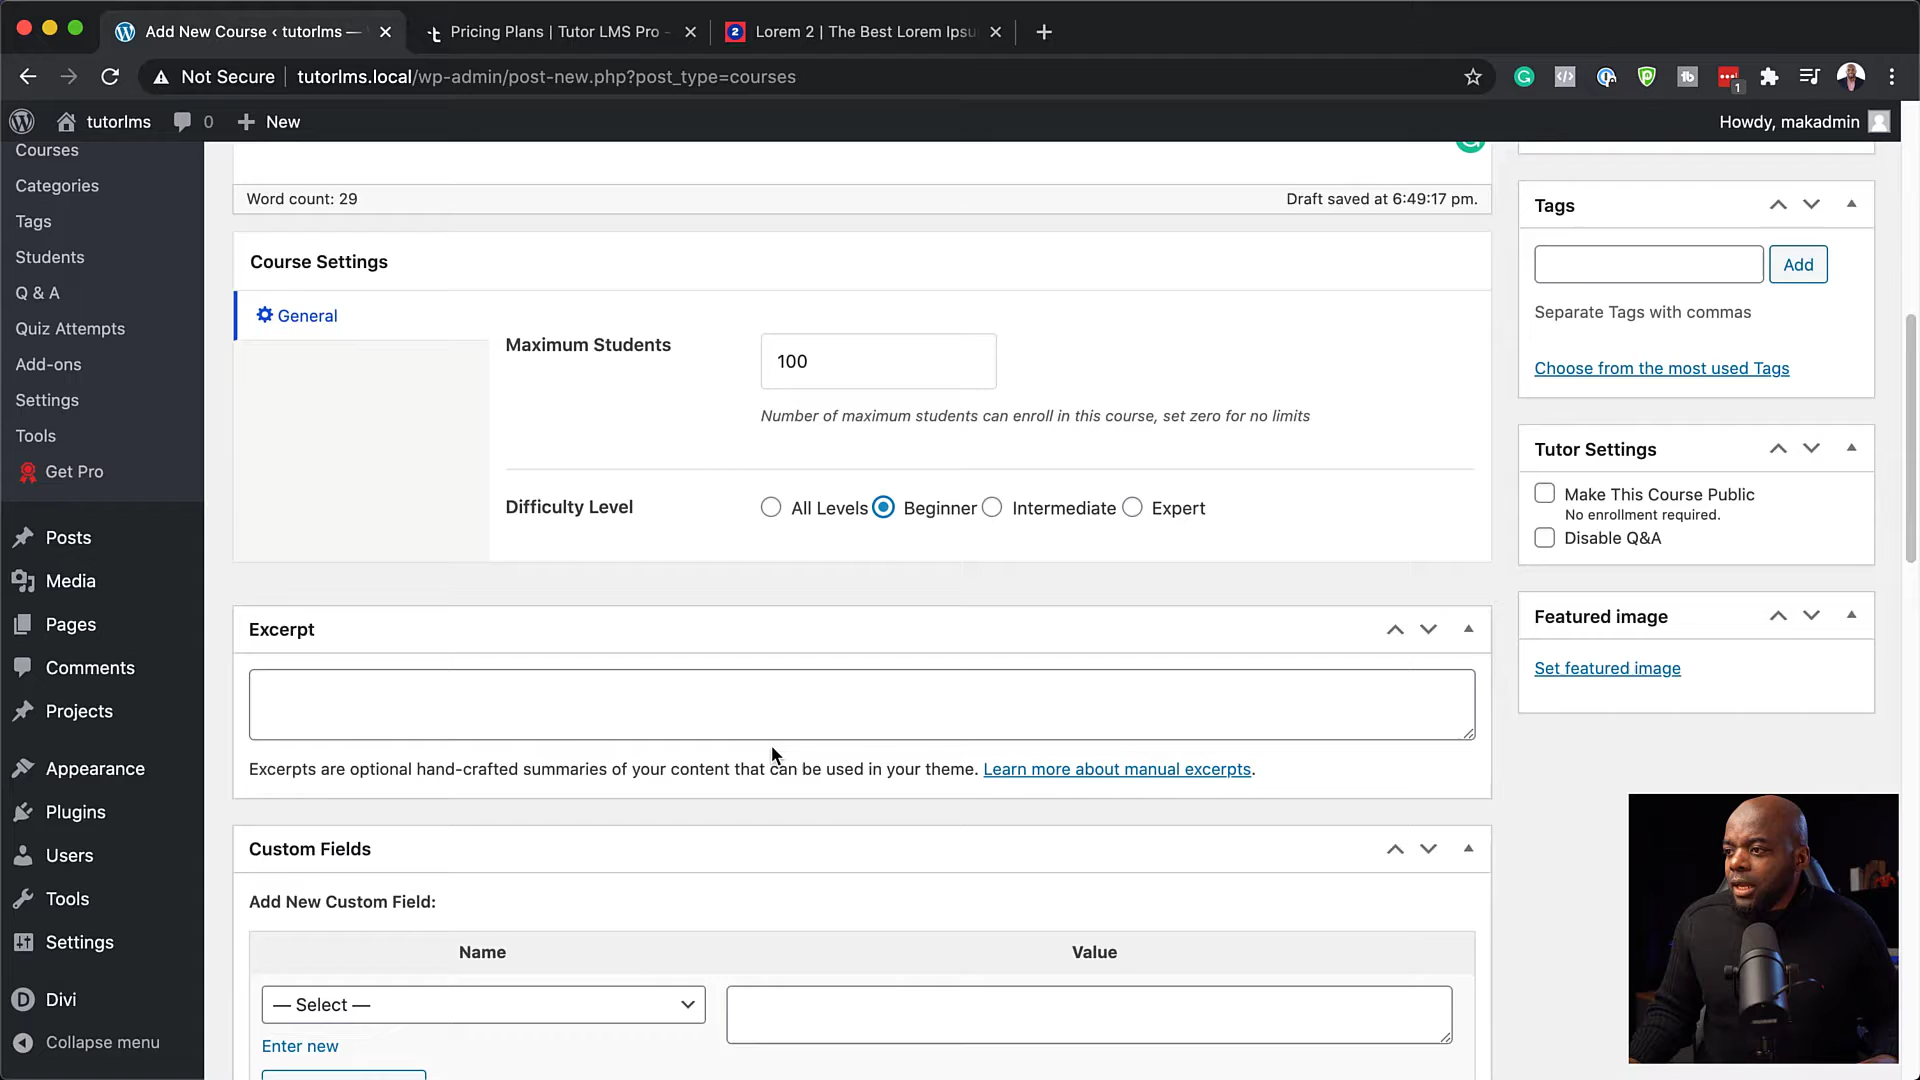 Add New Course ‹ tutorlms —
Pricing Plans | Tutor LMS Pro -
2
Lorem 2 | The Best Lorem Ipsu
Not Secure
tutorlms.local/wp-admin/post-new.php?post_type=courses
1
tutorlms
0
New
Howdy, makadmin
Courses
Categories
Tags
Students
Q & A
Quiz Attempts
Add-ons
Settings
Tools
Get Pro
Posts
Media
Pages
Comments
Projects
Appearance
Plugins
Users
Tools
Settings
Divi
Collapse menu
Word count: 29
Draft saved at 6:49:17 pm.
Course Settings
General
Maximum Students
100
Number of maximum students can enroll in this course, set zero for no limits
Difficulty Level
All Levels
Beginner
Intermediate
Expert
Excerpt
Excerpts are optional hand-crafted summaries of your content that can be used in your theme. Learn more about manual excerpts.
Custom Fields
Add New Custom Field:
Name
Value
— Select —
Enter new
Tags
Add
Separate Tags with commas
Choose from the most used Tags
Tutor Settings
Make This Course Public
No enrollment required.
Disable Q&A
Featured image
Set featured image